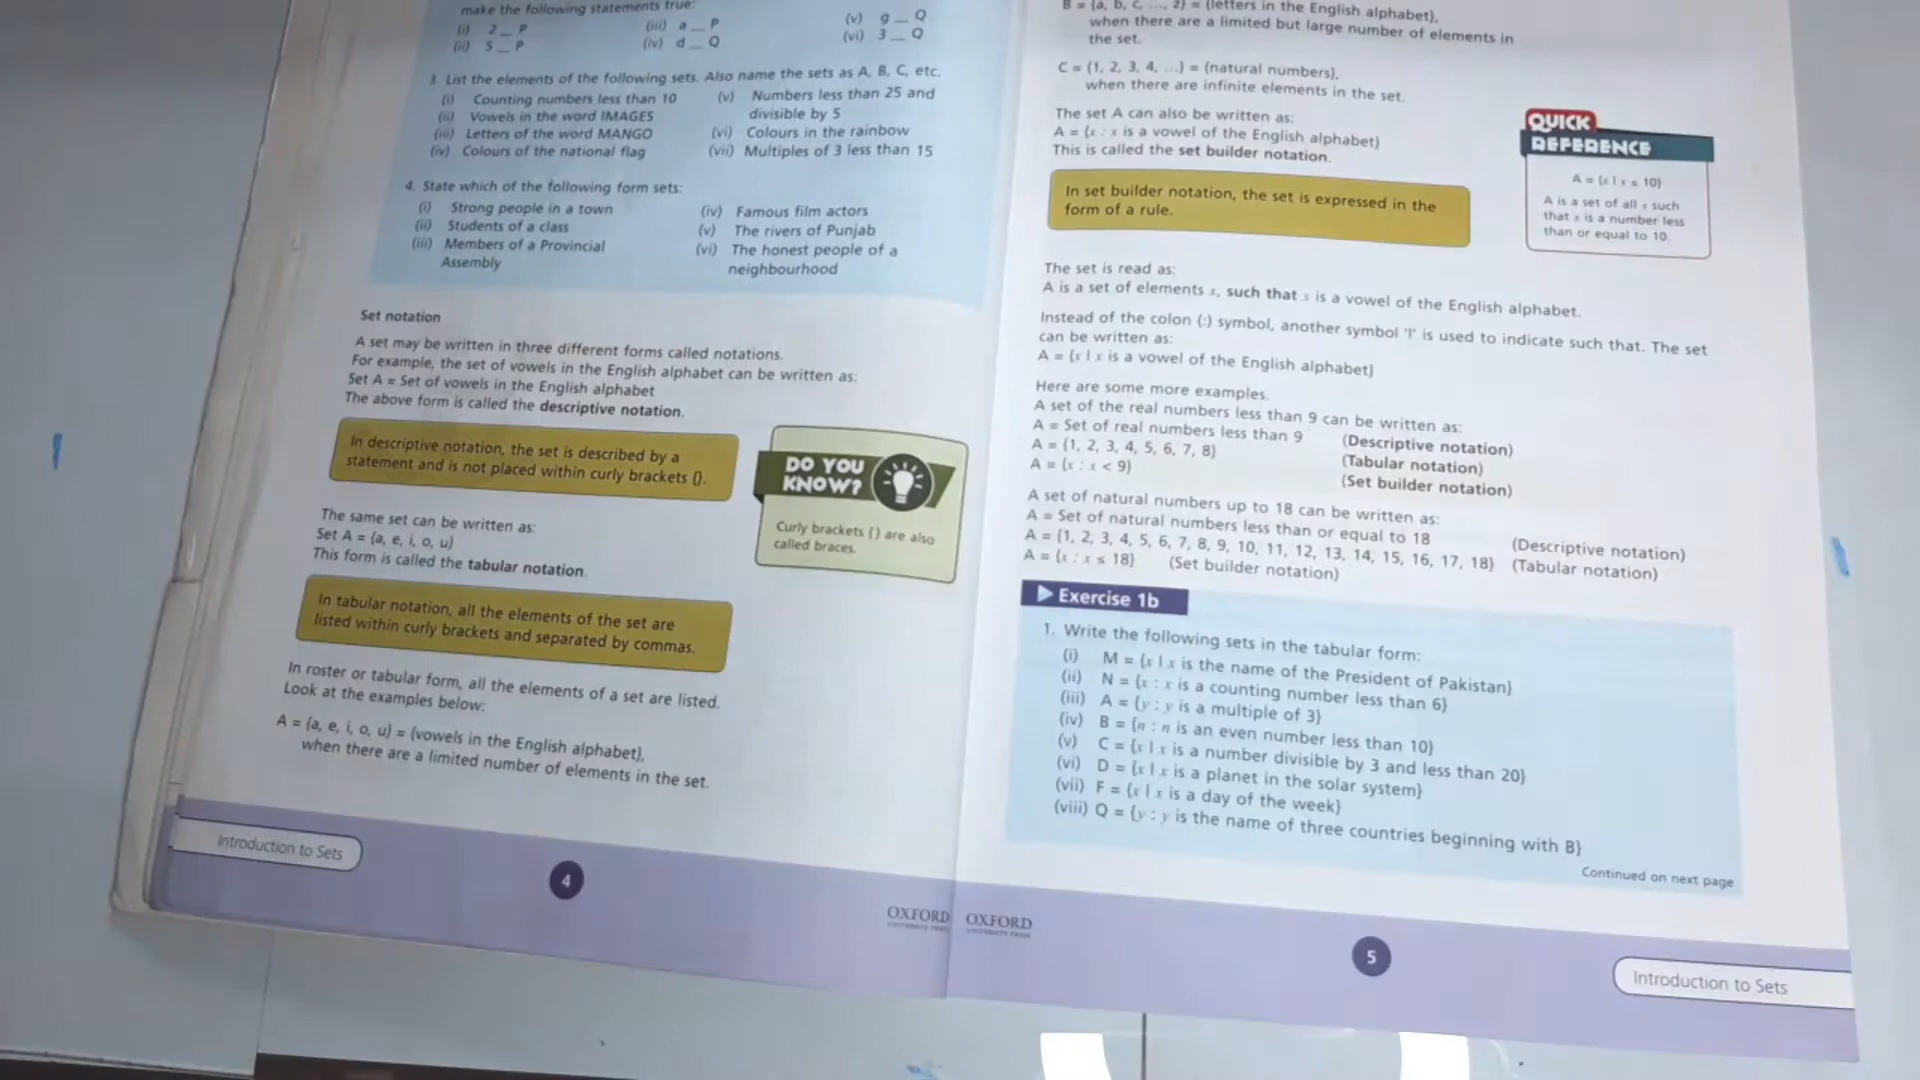 make the following statements true:
(i) 2 _ P (iii) a _ P (v) g _ Q
(ii) 5 _ P (iv) d _ Q (vi) 3 _ Q
3. List the elements of the following sets. Also name the sets as A, B, C, etc.
(i) Counting numbers less than 10
(ii) Vowels in the word IMAGES
(iii) Letters of the word MANGO
(iv) Colours of the national flag
(v) Numbers less than 25 and
divisible by 5
(vi) Colours in the rainbow
(vii) Multiples of 3 less than 15
4. State which of the following form sets:
(i) Strong people in a town
(ii) Students of a class
(iii) Members of a Provincial
Assembly
(iv) Famous film actors
(v) The rivers of Punjab
(vi) The honest people of a
neighbourhood
Set notation
A set may be written in three different forms called notations.
For example, the set of vowels in the English alphabet can be written as:
Set A = Set of vowels in the English alphabet
The above form is called the descriptive notation.
In descriptive notation, the set is described by a
statement and is not placed within curly brackets {}.
DO YOU
KNOW?
Curly brackets { } are also
called braces.
The same set can be written as:
Set A = {a, e, i, o, u}
This form is called the tabular notation.
In tabular notation, all the elements of the set are
listed within curly brackets and separated by commas.
In roster or tabular form, all the elements of a set are listed.
Look at the examples below:
A = {a, e, i, o, u} = {vowels in the English alphabet},
when there are a limited number of elements in the set.
Introduction to Sets
4
OXFORD
UNIVERSITY PRESS
B = {a, b, c, ..., z} = {letters in the English alphabet},
when there are a limited but large number of elements in
the set.
C = {1, 2, 3, 4, ...} = {natural numbers},
when there are infinite elements in the set.
The set A can also be written as:
A = {x : x is a vowel of the English alphabet}
This is called the set builder notation.
In set builder notation, the set is expressed in the
form of a rule.
QUICK
REFERENCE
A = {x | x ≤ 10}
A is a set of all x such
that x is a number less
than or equal to 10.
The set is read as:
A is a set of elements x, such that x is a vowel of the English alphabet.
Instead of the colon (:) symbol, another symbol 'l' is used to indicate such that. The set
can be written as:
A = {x | x is a vowel of the English alphabet}
Here are some more examples.
A set of the real numbers less than 9 can be written as:
A = Set of real numbers less than 9 (Descriptive notation)
A = {1, 2, 3, 4, 5, 6, 7, 8} (Tabular notation)
A = {x : x < 9} (Set builder notation)
A set of natural numbers up to 18 can be written as:
A = Set of natural numbers less than or equal to 18 (Descriptive notation)
A = {1, 2, 3, 4, 5, 6, 7, 8, 9, 10, 11, 12, 13, 14, 15, 16, 17, 18} (Tabular notation)
A = {x : x ≤ 18} (Set builder notation)
Exercise 1b
1. Write the following sets in the tabular form:
(i) M = {x | x is the name of the President of Pakistan}
(ii) N = {x : x is a counting number less than 6}
(iii) A = {y : y is a multiple of 3}
(iv) B = {n : n is an even number less than 10}
(v) C = {x | x is a number divisible by 3 and less than 20}
(vi) D = {x | x is a planet in the solar system}
(vii) F = {x | x is a day of the week}
(viii) Q = {y : y is the name of three countries beginning with B}
Continued on next page
OXFORD
UNIVERSITY PRESS
5
Introduction to Sets